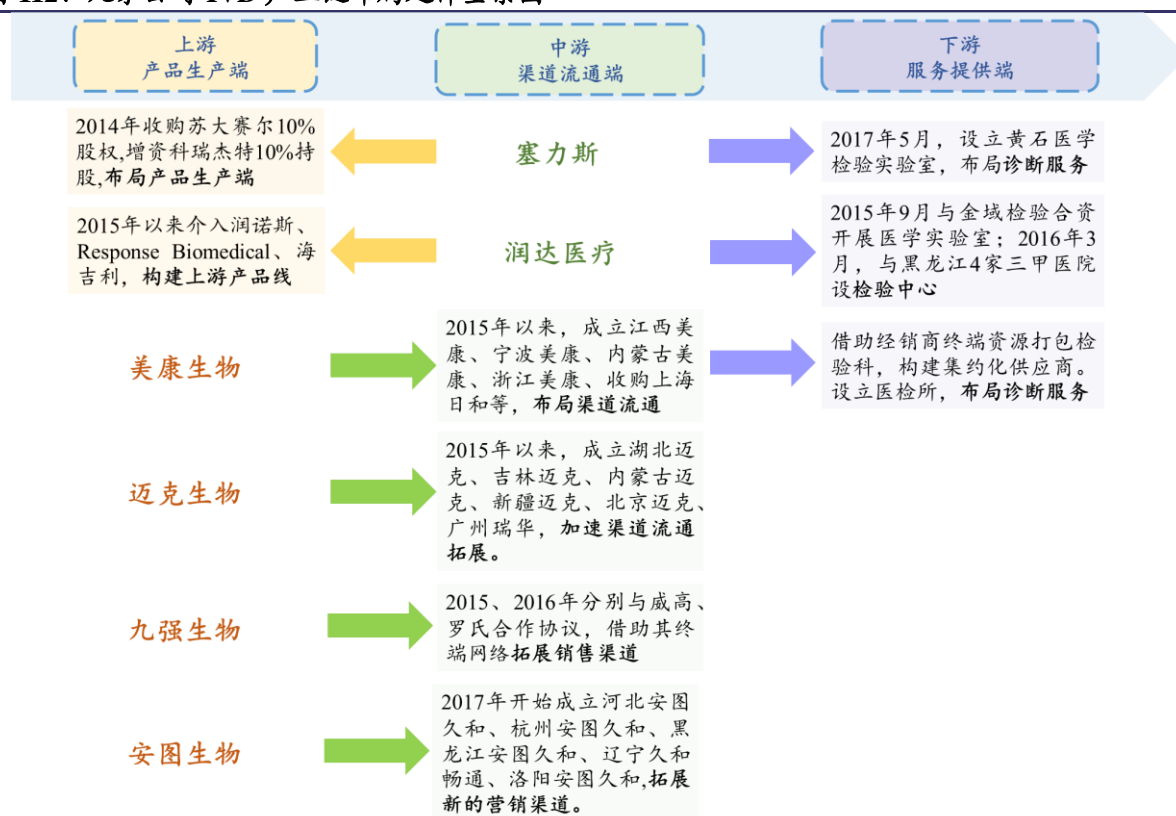 上游
产品生产端
中游
渠道流通端
下游
服务提供端
2014年收购苏大赛尔10%
股权,增资科瑞杰特10%持
股,布局产品生产端
塞力斯
2017年5月，设立黄石医学
检验实验室，布局诊断服务
2015年以来介入润诺斯、
Response Biomedical、海
吉利，构建上游产品线
润达医疗
2015年9月与金域检验合资
开展医学实验室；2016年3
月，与黑龙江4家三甲医院
设检验中心
美康生物
2015年以来，成立江西美
康、宁波美康、内蒙古美
康、浙江美康、收购上海
日和等，布局渠道流通
借助经销商终端资源打包检
验科，构建集约化供应商。
设立医检所，布局诊断服务
迈克生物
2015年以来，成立湖北迈
克、吉林迈克、内蒙古迈
克、新疆迈克、北京迈克、
广州瑞华，加速渠道流通
拓展。
九强生物
2015、2016年分别与威高、
罗氏合作协议，借助其终
端网络拓展销售渠道
安图生物
2017年开始成立河北安图
久和、杭州安图久和、黑
龙江安图久和、辽宁久和
畅通、洛阳安图久和,拓展
新的营销渠道。